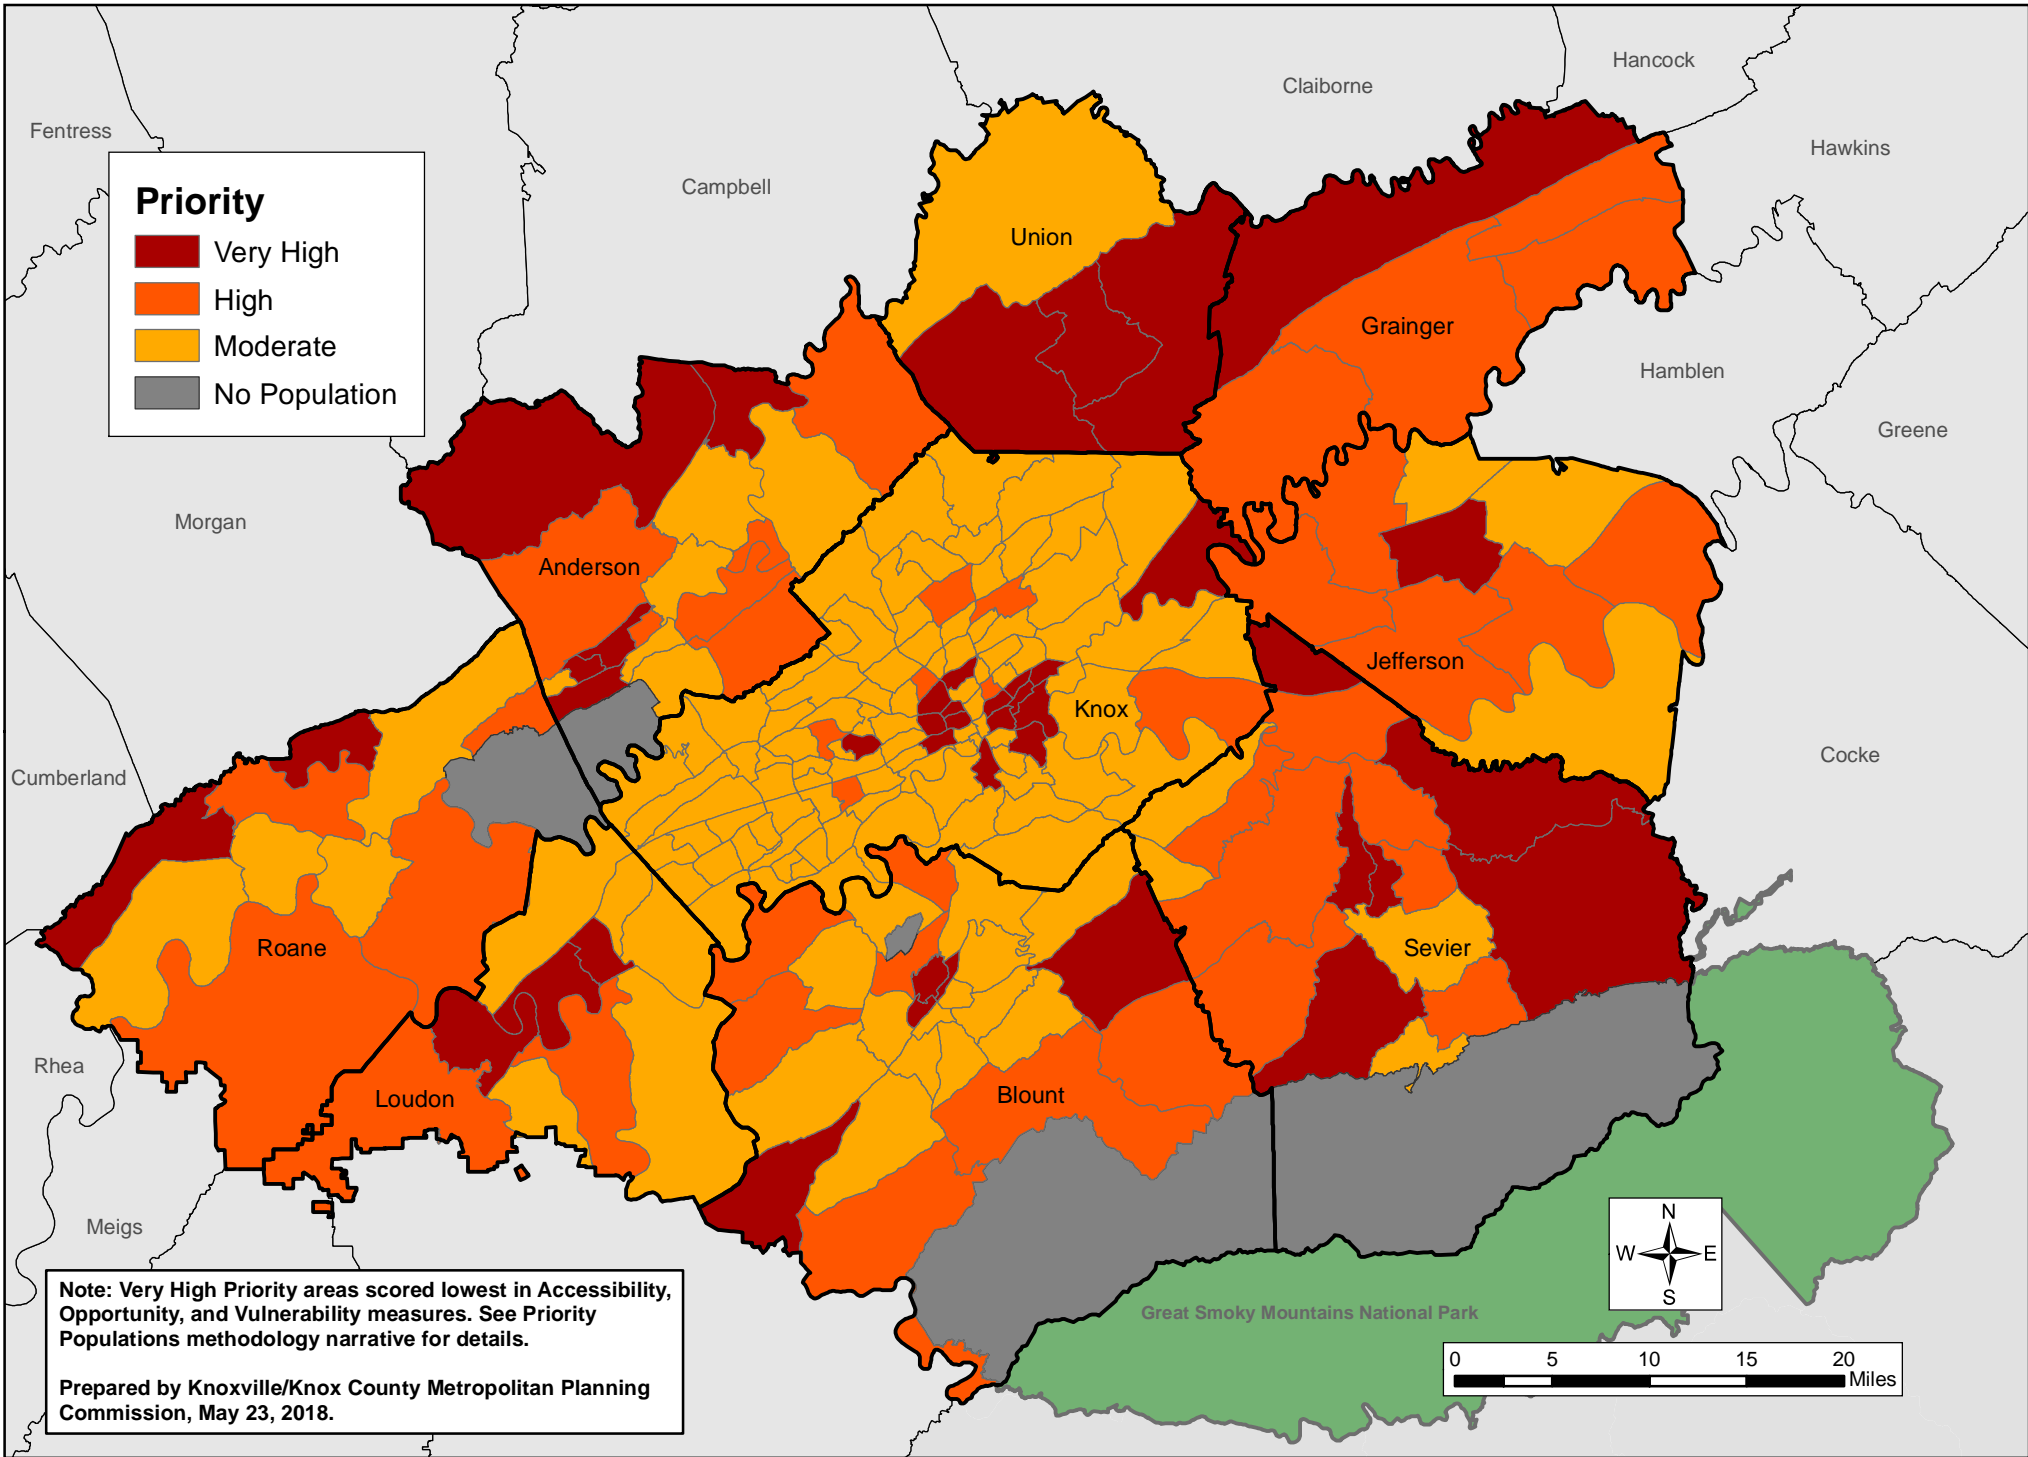 Hancock
Claiborne
Fentress
Hawkins
Campbell
Priority
Very High
High
Moderate
No Population
Union
Grainger
Hamblen
Greene
Morgan
Anderson
Jefferson
Knox
Cocke
Cumberland
Roane
Sevier
Rhea
Loudon
Blount
Meigs
Note: Very High Priority areas scored lowest in Accessibility,
Opportunity, and Vulnerability measures. See Priority
Populations methodology narrative for details.
Prepared by Knoxville/Knox County Metropolitan Planning
Commission, May 23, 2018.
Great Smoky Mountains National Park
N
W E
S
0 5 10 15 20
Miles